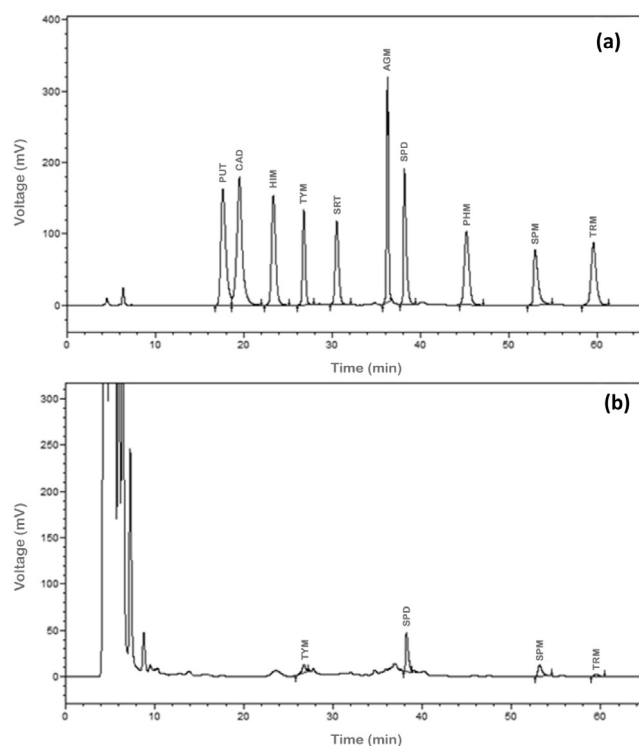 (a)
400
300
200
100
0
Voltage (mV)
PUT
CAD
HIM
TYM
SRT
AGM
SPD
PHM
SPM
TRM
0 10 20 30 40 50 60
Time (min)
(b)
300
250
200
150
100
50
0
Voltage (mV)
TYM
SPD
SPM
TRM
0 10 20 30 40 50 60
Time (min)